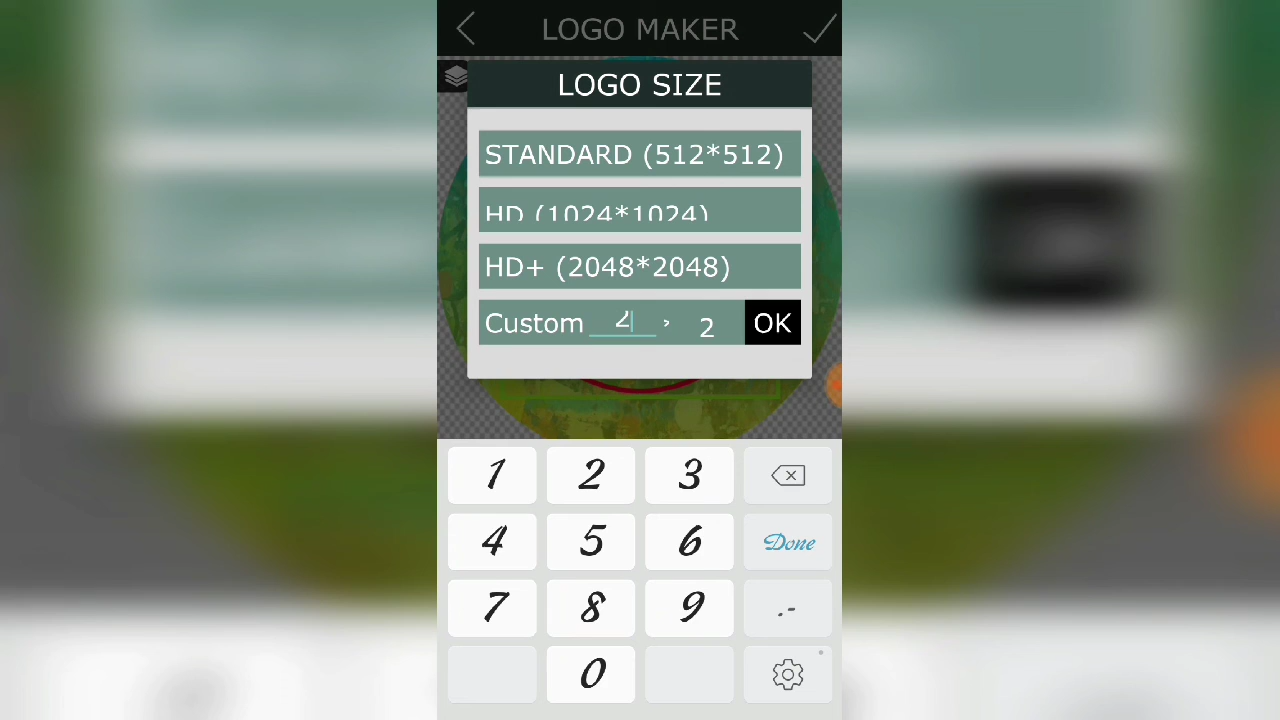 LOGO MAKER
LOGO SIZE
STANDARD (512*512)
HD (1024*1024)
HD+ (2048*2048)
Custom 2 * 2 OK
1 2 3
4 5 6 Done
7 8 9 .-
0